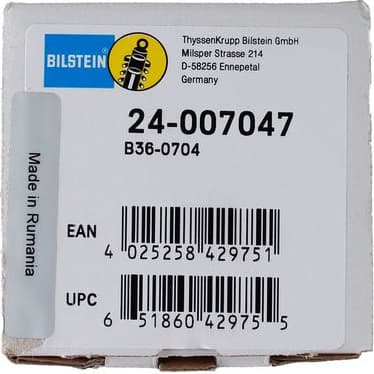 BILSTEIN
ThyssenKrupp Bilstein GmbH
Milsper Strasse 214
D-58256 Ennepetal
Germany
24-007047
B36-0704
Made in Rumania
EAN
4 025258 429751
UPC
6 51860 42975 5